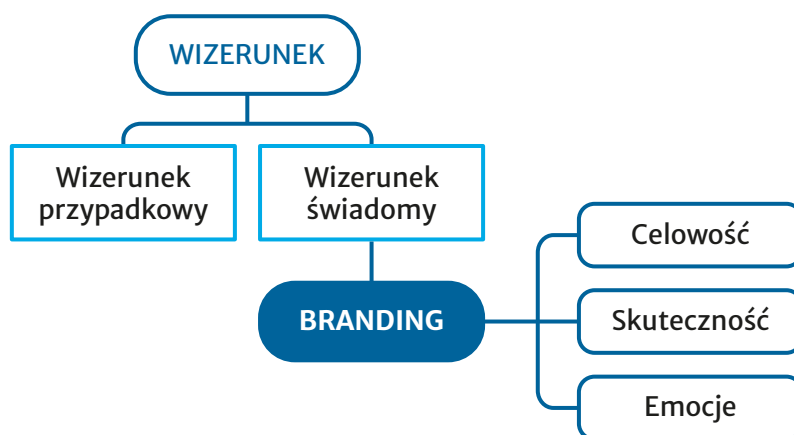 WIZERUNEK
Wizerunek
przypadkowy
Wizerunek
świadomy
BRANDING
Celowość
Skuteczność
Emocje